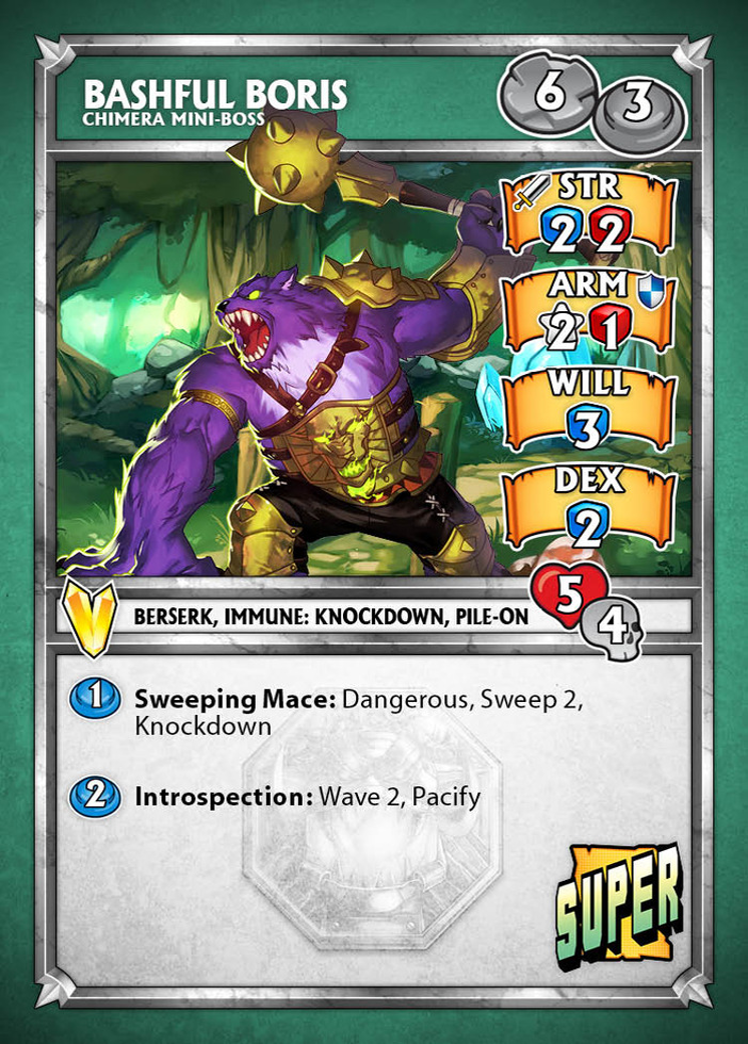 BASHFUL BORIS
CHIMERA MINI-BOSS
6 3
STR
2 2
ARM
2 1
WILL
3
DEX
2
5
4
BERSERK, IMMUNE: KNOCKDOWN, PILE-ON
1 Sweeping Mace: Dangerous, Sweep 2,
Knockdown
2 Introspection: Wave 2, Pacify
SUPER